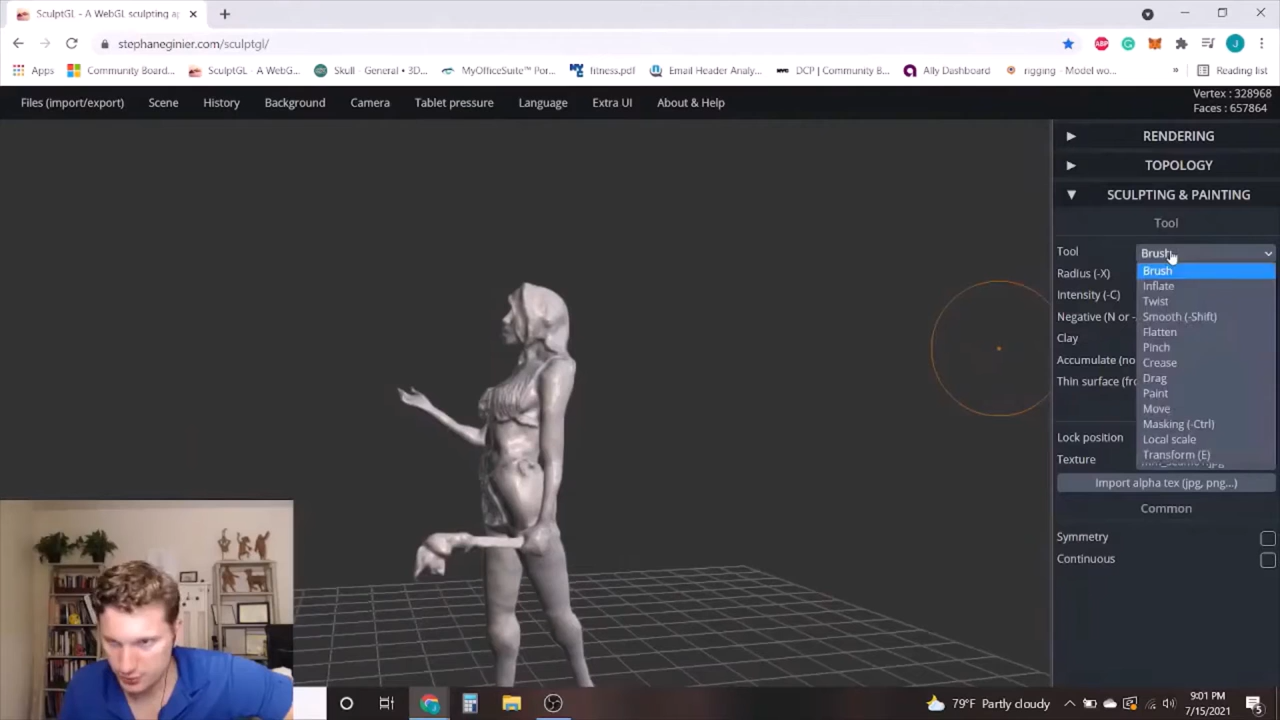 SculptGL - A WebGL sculpting ap
stephaneginier.com/sculptgl/
ABP
J
Apps
Community Board...
SculptGL - A WebG...
Skull - General • 3D...
MyOfficeSuite™ Por...
fitness.pdf
Email Header Analy...
DCP | Community B...
Ally Dashboard
rigging - Model wo...
»
Reading list
Files (import/export)
Scene
History
Background
Camera
Tablet pressure
Language
Extra UI
About & Help
Vertex : 328968
Faces : 657864
RENDERING
TOPOLOGY
SCULPTING & PAINTING
Tool
Tool
Brush
Radius (-X)
Intensity (-C)
Negative (N or -
Clay
Accumulate (no
Thin surface (fro
Brush
Inflate
Twist
Smooth (-Shift)
Flatten
Pinch
Crease
Drag
Paint
Move
Masking (-Ctrl)
Local scale
Transform (E)
Lock position
Texture
Import alpha tex (jpg, png...)
Common
Symmetry
Continuous
79°F Partly cloudy
9:01 PM
7/15/2021
5